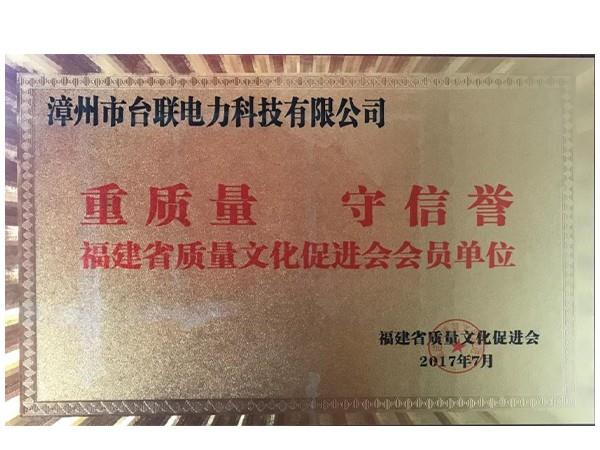 漳州市台联电力科技有限公司
重质量 守信誉
福建省质量文化促进会会员单位
福建省质量文化促进会
2017年7月